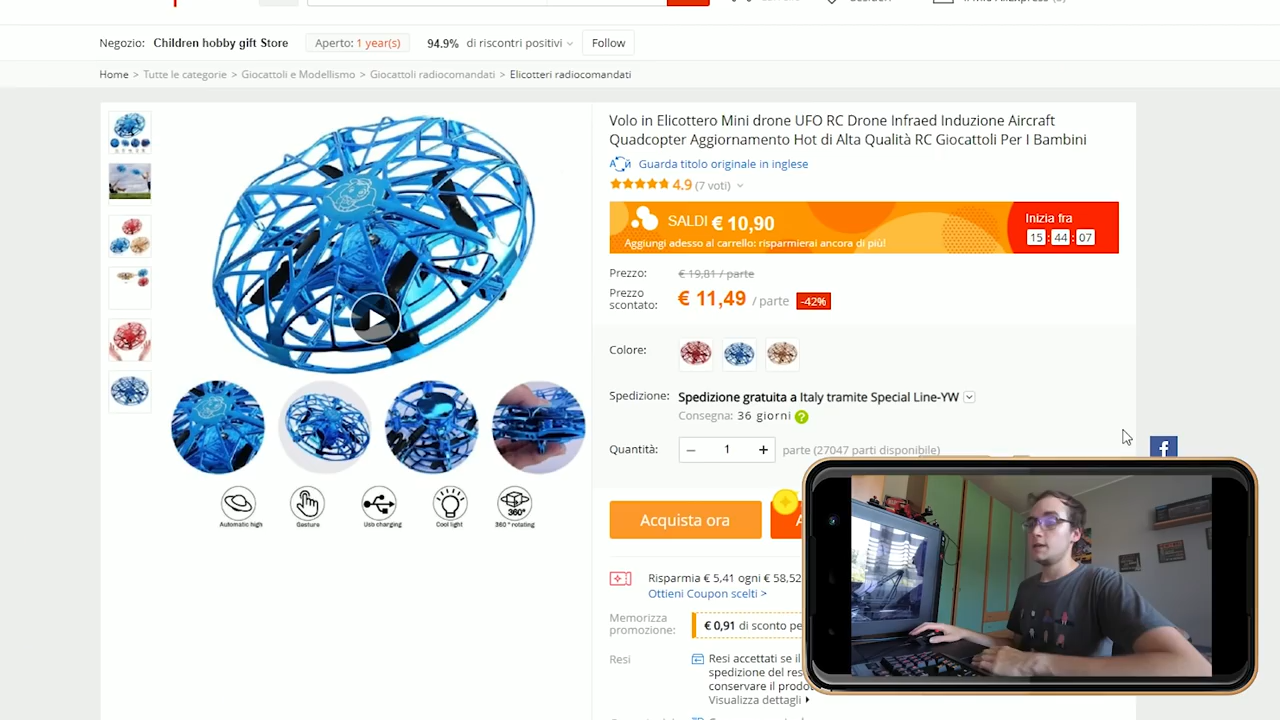 Negozio: Children hobby gift Store Aperto: 1 year(s) 94.9% di riscontri positivi Follow
Home > Tutte le categorie > Giocattoli e Modellismo > Giocattoli radiocomandati > Elicotteri radiocomandati
Volo in Elicottero Mini drone UFO RC Drone Infraed Induzione Aircraft
Quadcopter Aggiornamento Hot di Alta Qualità RC Giocattoli Per I Bambini
Guarda titolo originale in inglese
4.9 (7 voti)
SALDI € 10,90
Aggiungi adesso al carrello: risparmierai ancora di più!
Inizia fra
15 : 44 : 07
Prezzo: € 19,81 / parte
Prezzo scontato: € 11,49 / parte -42%
Colore:
Spedizione: Spedizione gratuita a Italy tramite Special Line-YW
Consegna: 36 giorni ?
Quantità: – 1 + parte (27047 parti disponibile)
Automatic high Gasture Usb charging Cool light 360° rotating
360°
Acquista ora A
Risparmia € 5,41 ogni € 58,52
Ottieni Coupon scelti >
Memorizza promozione: € 0,91 di sconto pe
Resi Resi accettati se il
spedizione del res
conservare il prodo
Visualizza dettagli